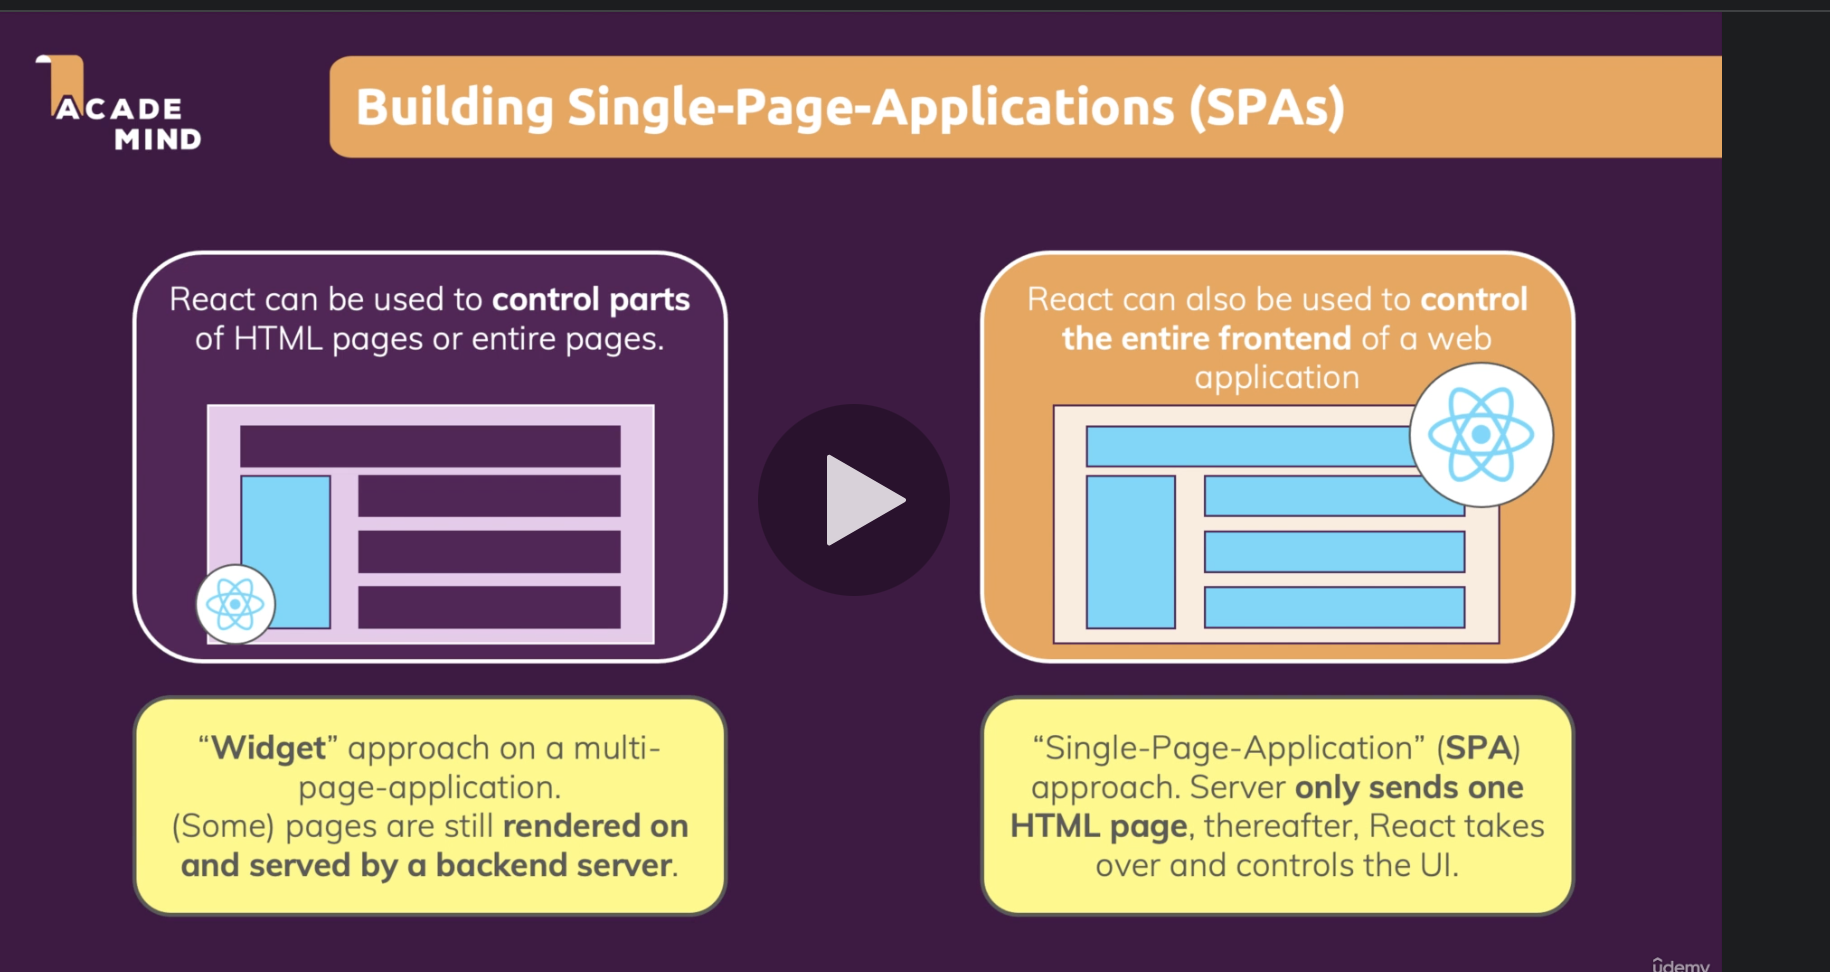 ACADE
MIND
Building Single-Page-Applications (SPAs)
React can be used to control parts
of HTML pages or entire pages.
React can also be used to control
the entire frontend of a web
application
“Widget” approach on a multi-
page-application.
(Some) pages are still rendered on
and served by a backend server.
“Single-Page-Application” (SPA)
approach. Server only sends one
HTML page, thereafter, React takes
over and controls the UI.
ûdemy